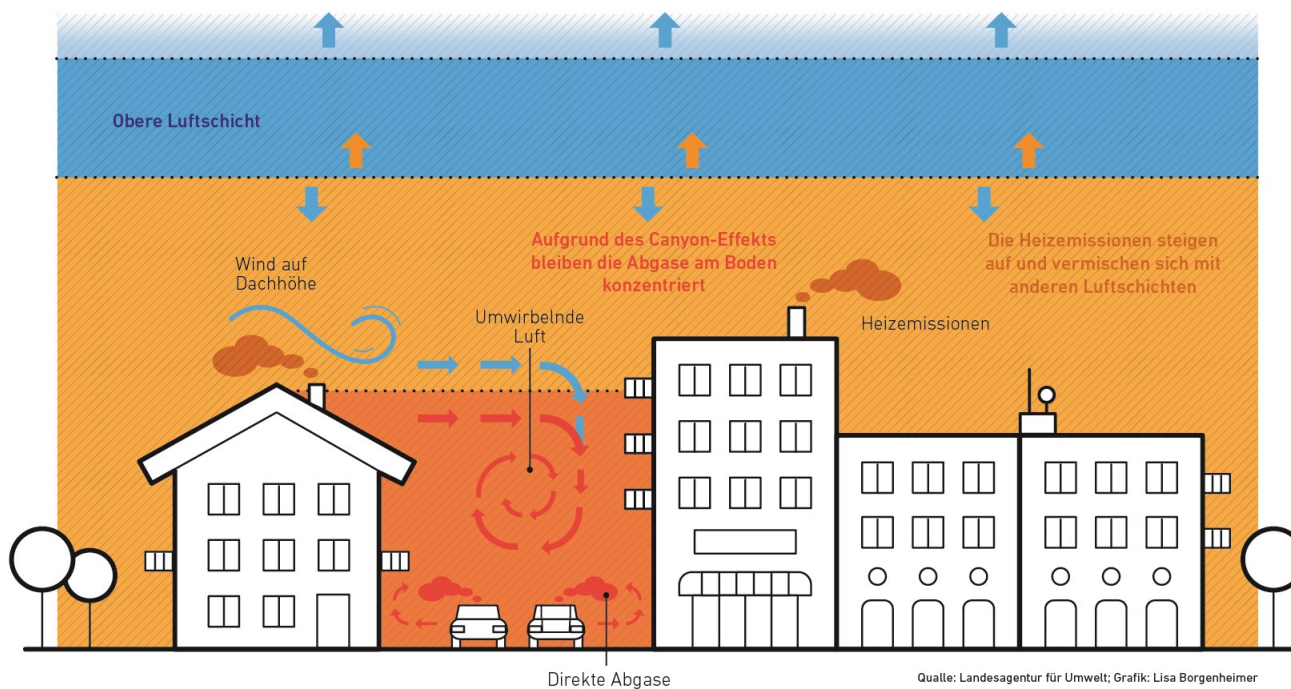 Obere Luftschicht
Aufgrund des Canyon-Effekts
bleiben die Abgase am Boden
konzentriert
Die Heizemissionen steigen
auf und vermischen sich mit
anderen Luftschichten
Wind auf
Dachhöhe
Umwirbelnde
Luft
Heizemissionen
Direkte Abgase
Quelle: Landesagentur für Umwelt; Grafik: Lisa Borgenheimer